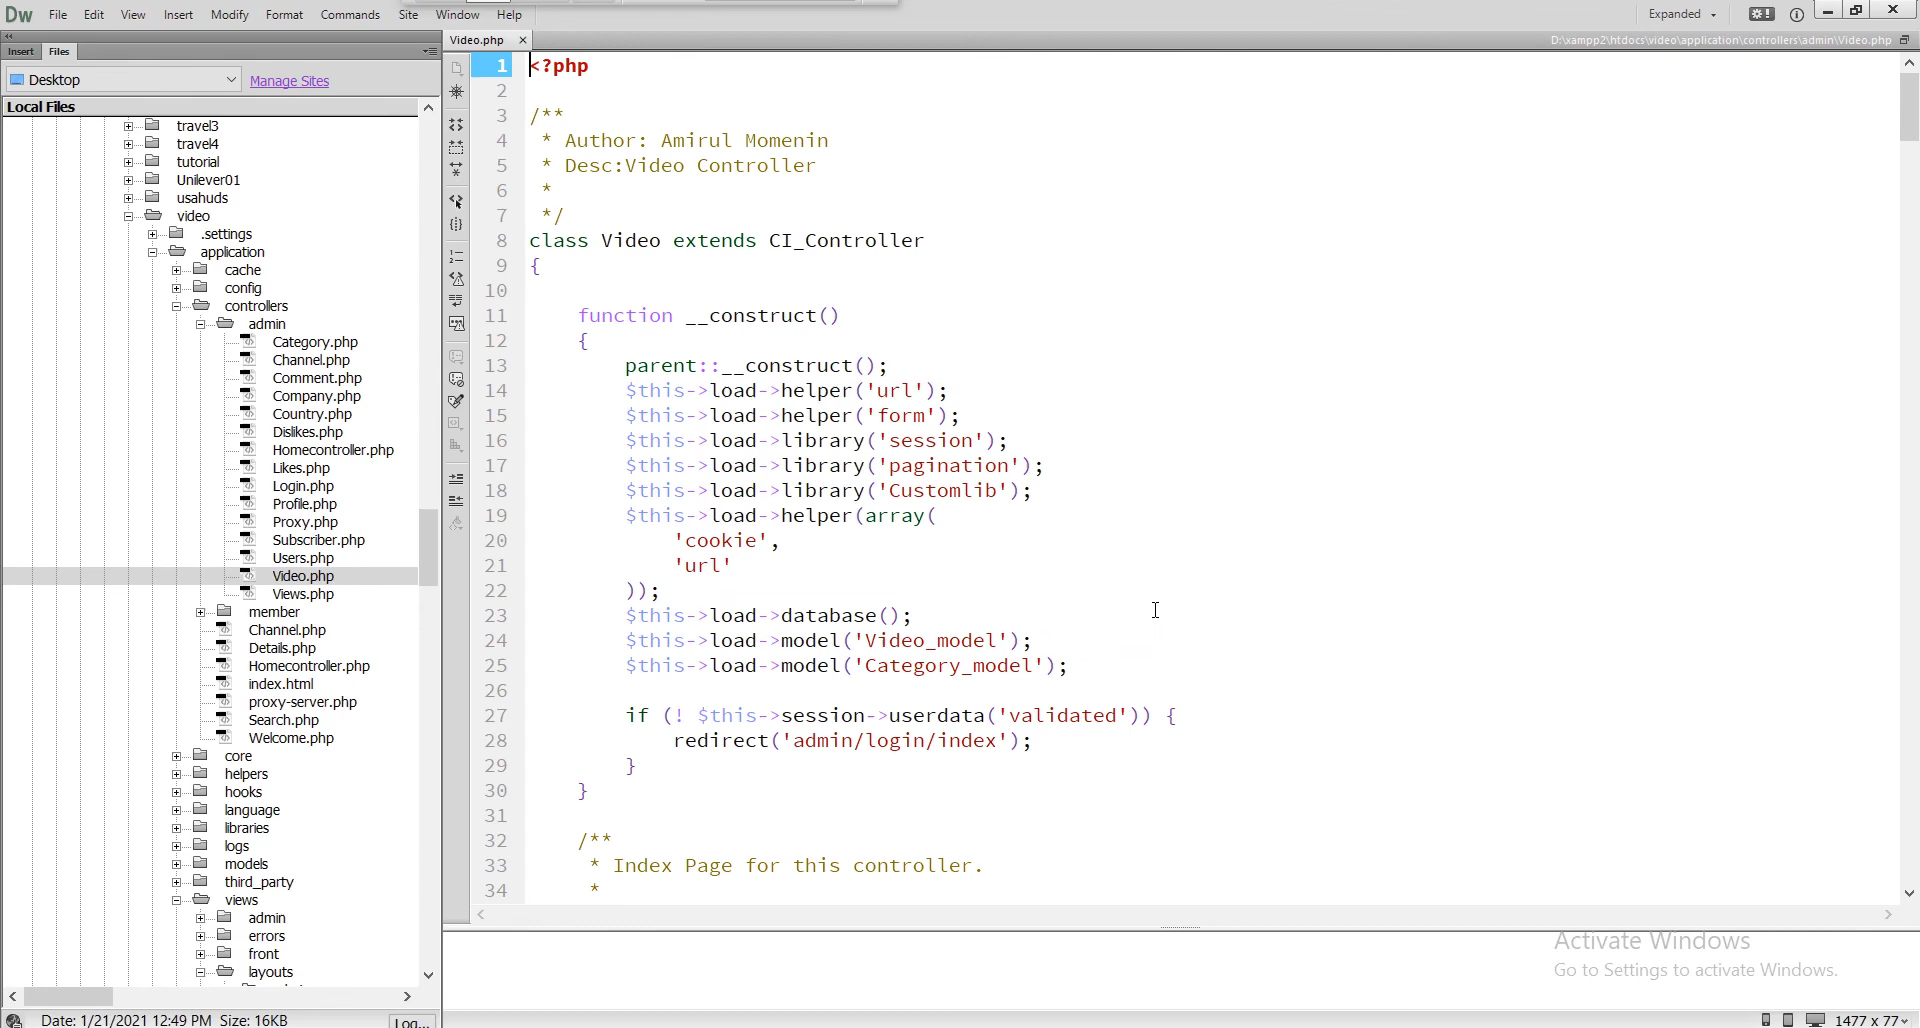 Dw File Edit View Insert Modify Format Commands Site Window Help Expanded
Insert Files
Video.php
D:\xampp2\htdocs\video\application\controllers\admin\Video.php
Desktop Manage Sites
Local Files
travel3
travel4
tutorial
Unilever01
usahuds
video
.settings
application
cache
config
controllers
admin
Category.php
Channel.php
Comment.php
Company.php
Country.php
Dislikes.php
Homecontroller.php
Likes.php
Login.php
Profile.php
Proxy.php
Subscriber.php
Users.php
Video.php
Views.php
member
Channel.php
Details.php
Homecontroller.php
index.html
proxy-server.php
Search.php
Welcome.php
core
helpers
hooks
language
libraries
logs
models
third_party
views
admin
errors
front
layouts
Date: 1/21/2021 12:49 PM Size: 16KB Log...
1 <?php
2
3 /**
4 * Author: Amirul Momenin
5 * Desc:Video Controller
6 *
7 */
8 class Video extends CI_Controller
9 {
10
11 function __construct()
12 {
13 parent::__construct();
14 $this->load->helper('url');
15 $this->load->helper('form');
16 $this->load->library('session');
17 $this->load->library('pagination');
18 $this->load->library('Customlib');
19 $this->load->helper(array(
20 'cookie',
21 'url'
22 ));
23 $this->load->database();
24 $this->load->model('Video_model');
25 $this->load->model('Category_model');
26
27 if (! $this->session->userdata('validated')) {
28 redirect('admin/login/index');
29 }
30 }
31
32 /**
33 * Index Page for this controller.
34 *
Activate Windows
Go to Settings to activate Windows.
1477 x 77